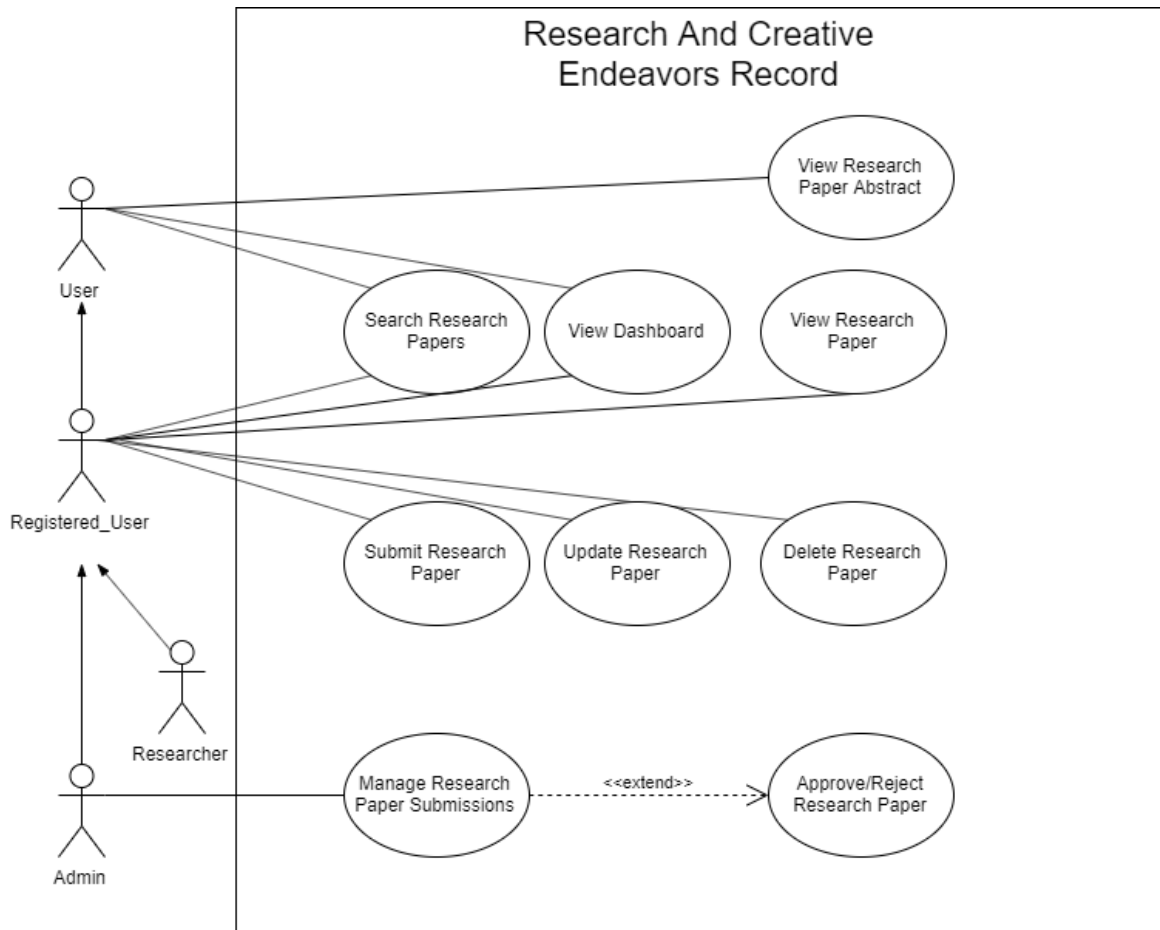 Research And Creative
Endeavors Record
View Research
Paper Abstract
User
Search Research
Papers
View Dashboard
View Research
Paper
Registered_User
Submit Research
Paper
Update Research
Paper
Delete Research
Paper
Researcher
Manage Research
Paper Submissions
<<extend>>
Approve/Reject
Research Paper
Admin